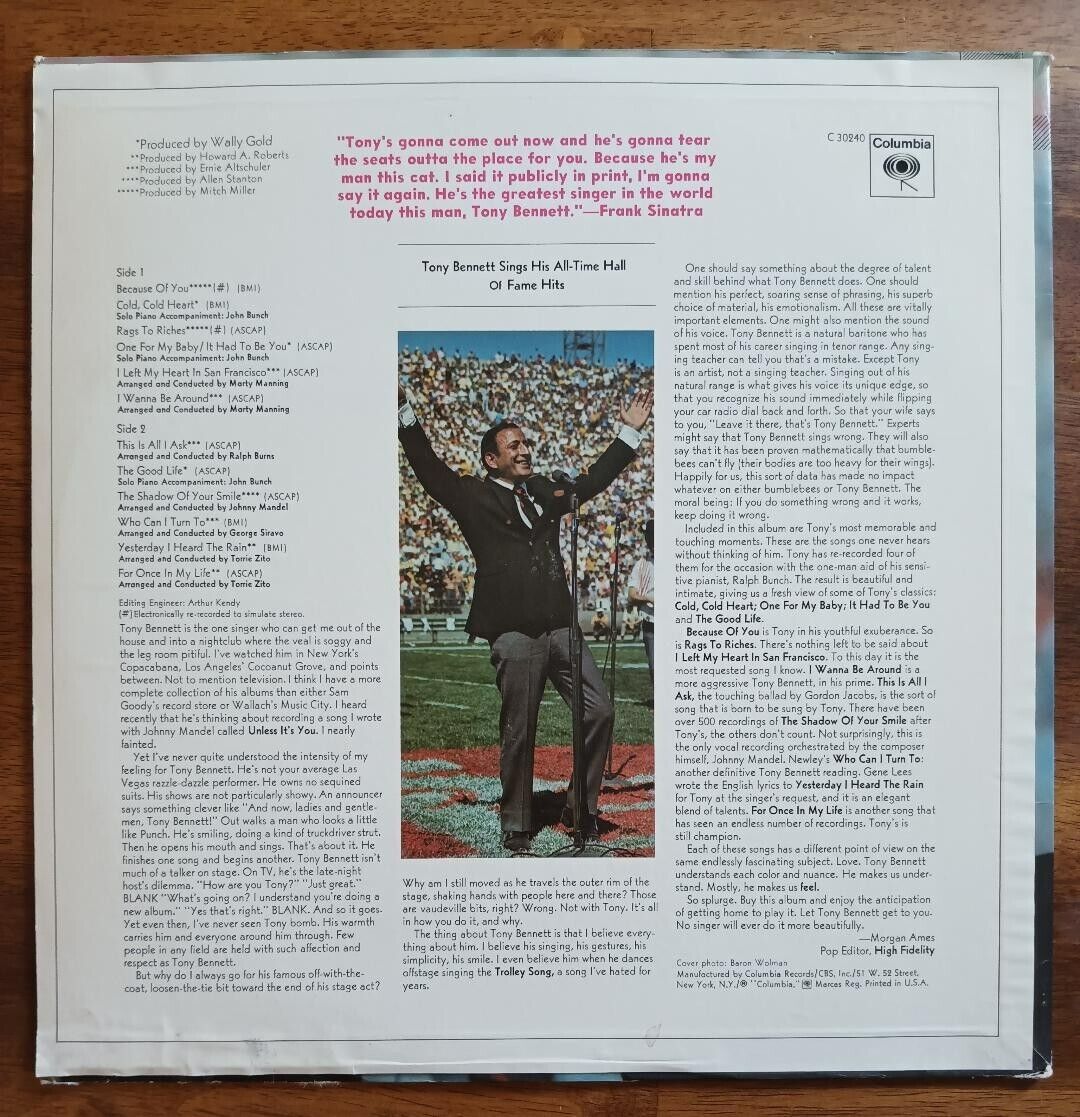 *Produced by Wally Gold
**Produced by Howard A. Roberts
***Produced by Ernie Altschuler
****Produced by Allen Stanton
*****Produced by Mitch Miller
"Tony's gonna come out now and he's gonna tear
the seats outta the place for you. Because he's my
man this cat. I said it publicly in print, I'm gonna
say it again. He's the greatest singer in the world
today this man, Tony Bennett."—Frank Sinatra
C 30240
Columbia
Side 1
Because Of You*****(#) (BMI)
Cold, Cold Heart* (BMI)
Solo Piano Accompaniment: John Bunch
Rags To Riches*****(#) (ASCAP)
One For My Baby/It Had To Be You* (ASCAP)
Solo Piano Accompaniment: John Bunch
I Left My Heart In San Francisco*** (ASCAP)
Arranged and Conducted by Marty Manning
I Wanna Be Around*** (ASCAP)
Arranged and Conducted by Marty Manning
Side 2
This Is All I Ask*** (ASCAP)
Arranged and Conducted by Ralph Burns
The Good Life* (ASCAP)
Solo Piano Accompaniment: John Bunch
The Shadow Of Your Smile**** (ASCAP)
Arranged and Conducted by Johnny Mandel
Who Can I Turn To*** (BMI)
Arranged and Conducted by George Siravo
Yesterday I Heard The Rain** (BMI)
Arranged and Conducted by Torrie Zito
For Once In My Life** (ASCAP)
Arranged and Conducted by Torrie Zito
Editing Engineer: Arthur Kendy
(#)Electronically re-recorded to simulate stereo.
Tony Bennett is the one singer who can get me out of the
house and into a nightclub where the veal is soggy and
the leg room pitiful. I've watched him in New York's
Copacabana, Los Angeles' Cocoanut Grove, and points
between. Not to mention television. I think I have a more
complete collection of his albums than either Sam
Goody's record store or Wallach's Music City. I heard
recently that he's thinking about recording a song I wrote
with Johnny Mandel called Unless It's You. I nearly
fainted.
Yet I've never quite understood the intensity of my
feeling for Tony Bennett. He's not your average Las
Vegas razzle-dazzle performer. He owns no sequined
suits. His shows are not particularly showy. An announcer
says something clever like "And now, ladies and gentle-
men, Tony Bennett!" Out walks a man who looks a little
like Punch. He's smiling, doing a kind of truckdriver strut.
Then he opens his mouth and sings. That's about it. He
finishes one song and begins another. Tony Bennett isn't
much of a talker on stage. On TV, he's the late-night
host's dilemma. "How are you Tony?" "Just great."
BLANK "What's going on? I understand you're doing a
new album." "Yes that's right." BLANK. And so it goes.
Yet even then, I've never seen Tony bomb. His warmth
carries him and everyone around him through. Few
people in any field are held with such affection and
respect as Tony Bennett.
But why do I always go for his famous off-with-the-
coat, loosen-the-tie bit toward the end of his stage act?
Tony Bennett Sings His All-Time Hall
Of Fame Hits
Why am I still moved as he travels the outer rim of the
stage, shaking hands with people here and there? Those
are vaudeville bits, right? Wrong. Not with Tony. It's all
in how you do it, and why.
The thing about Tony Bennett is that I believe every-
thing about him. I believe his singing, his gestures, his
simplicity, his smile. I even believe him when he dances
offstage singing the Trolley Song, a song I've hated for
years.
One should say something about the degree of talent
and skill behind what Tony Bennett does. One should
mention his perfect, soaring sense of phrasing, his superb
choice of material, his emotionalism. All these are vitally
important elements. One might also mention the sound
of his voice. Tony Bennett is a natural baritone who has
spent most of his career singing in tenor range. Any sing-
ing teacher can tell you that's a mistake. Except Tony
is an artist, not a singing teacher. Singing out of his
natural range is what gives his voice its unique edge, so
that you recognize his sound immediately while flipping
your car radio dial back and forth. So that your wife says
to you, "Leave it there, that's Tony Bennett." Experts
might say that Tony Bennett sings wrong. They will also
say that it has been proven mathematically that bumble-
bees can't fly (their bodies are too heavy for their wings).
Happily for us, this sort of data has made no impact
whatever on either bumblebees or Tony Bennett. The
moral being: If you do something wrong and it works,
keep doing it wrong.
Included in this album are Tony's most memorable and
touching moments. These are the songs one never hears
without thinking of him. Tony has re-recorded four of
them for the occasion with the one-man aid of his sensi-
tive pianist, Ralph Bunch. The result is beautiful and
intimate, giving us a fresh view of some of Tony's classics:
Cold, Cold Heart; One For My Baby; It Had To Be You
and The Good Life.
Because Of You is Tony in his youthful exuberance. So
is Rags To Riches. There's nothing left to be said about
I Left My Heart In San Francisco. To this day it is the
most requested song I know. I Wanna Be Around is a
more aggressive Tony Bennett, in his prime. This Is All I
Ask, the touching ballad by Gordon Jacobs, is the sort of
song that is born to be sung by Tony. There have been
over 500 recordings of The Shadow Of Your Smile after
Tony's, the others don't count. Not surprisingly, this is
the only vocal recording orchestrated by the composer
himself, Johnny Mandel. Newley's Who Can I Turn To:
another definitive Tony Bennett reading. Gene Lees
wrote the English lyrics to Yesterday I Heard The Rain
for Tony at the singer's request, and it is an elegant
blend of talents. For Once In My Life is another song that
has seen an endless number of recordings. Tony's is
still champion.
Each of these songs has a different point of view on the
same endlessly fascinating subject. Love. Tony Bennett
understands each color and nuance. He makes us under-
stand. Mostly, he makes us feel.
So splurge. Buy this album and enjoy the anticipation
of getting home to play it. Let Tony Bennett get to you.
No singer will ever do it more beautifully.
—Morgan Ames
Pop Editor, High Fidelity
Cover photo: Baron Wolman
Manufactured by Columbia Records/CBS, Inc./51 W. 52 Street,
New York, N.Y./® "Columbia," Marcas Reg. Printed in U.S.A.